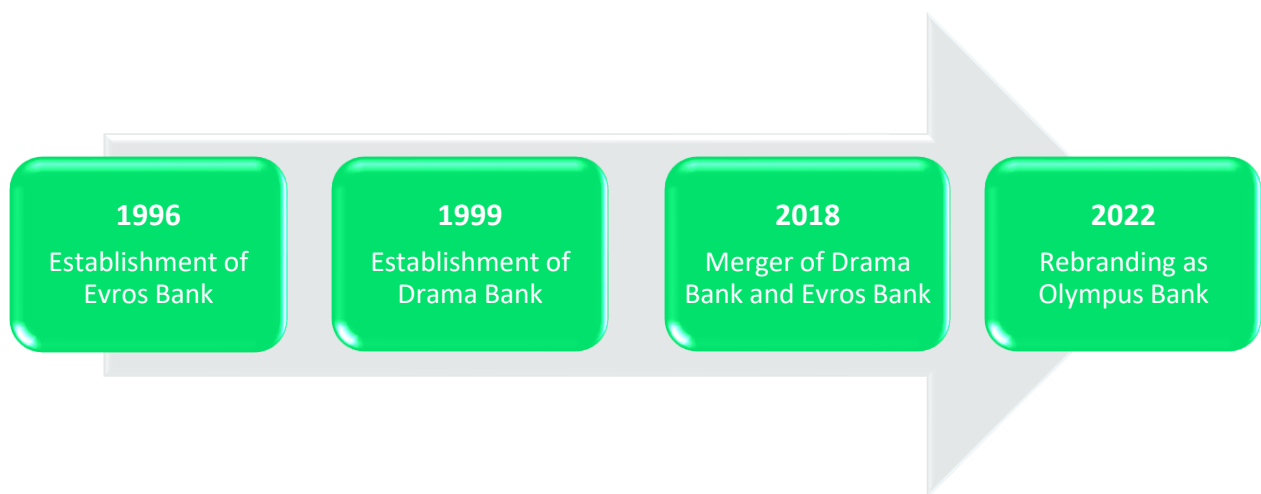 1996
Establishment of
Evros Bank
1999
Establishment of
Drama Bank
2018
Merger of Drama
Bank and Evros Bank
2022
Rebranding as
Olympus Bank